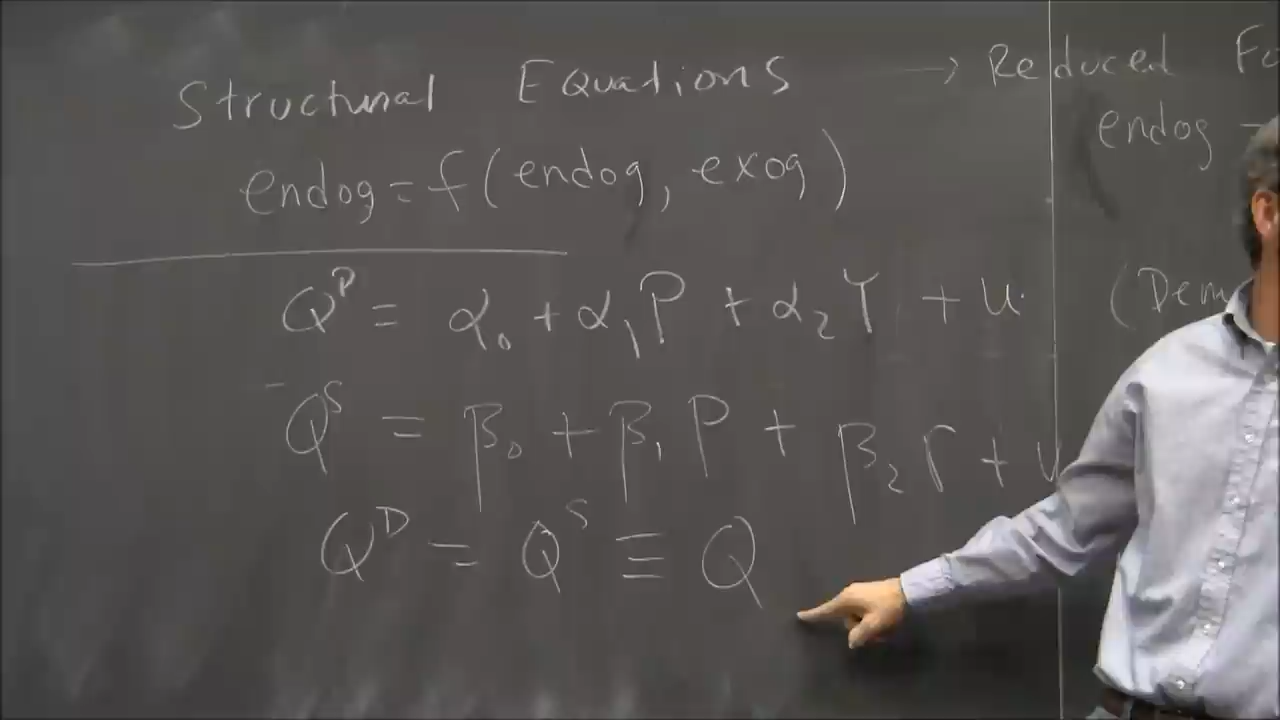 Structural Equations → Reduced Fo
endog = f(endog, exog) endog
Q^D = α₀ + α₁P + α₂Y + u (Dem
Q^S = β₀ + β₁P + β₂r + v
Q^D = Q^S ≡ Q